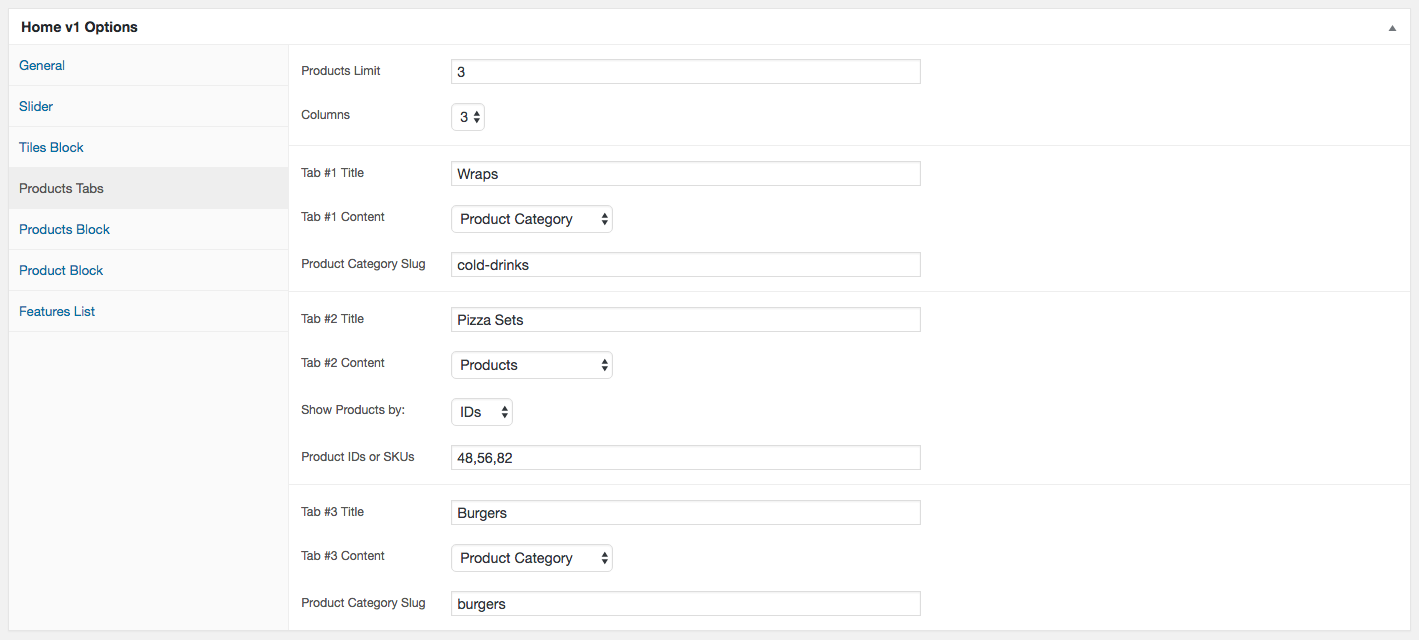 Home v1 Options
General
Slider
Tiles Block
Products Tabs
Products Block
Product Block
Features List
Products Limit 3
Columns 3
Tab #1 Title Wraps
Tab #1 Content Product Category
Product Category Slug cold-drinks
Tab #2 Title Pizza Sets
Tab #2 Content Products
Show Products by: IDs
Product IDs or SKUs 48,56,82
Tab #3 Title Burgers
Tab #3 Content Product Category
Product Category Slug burgers